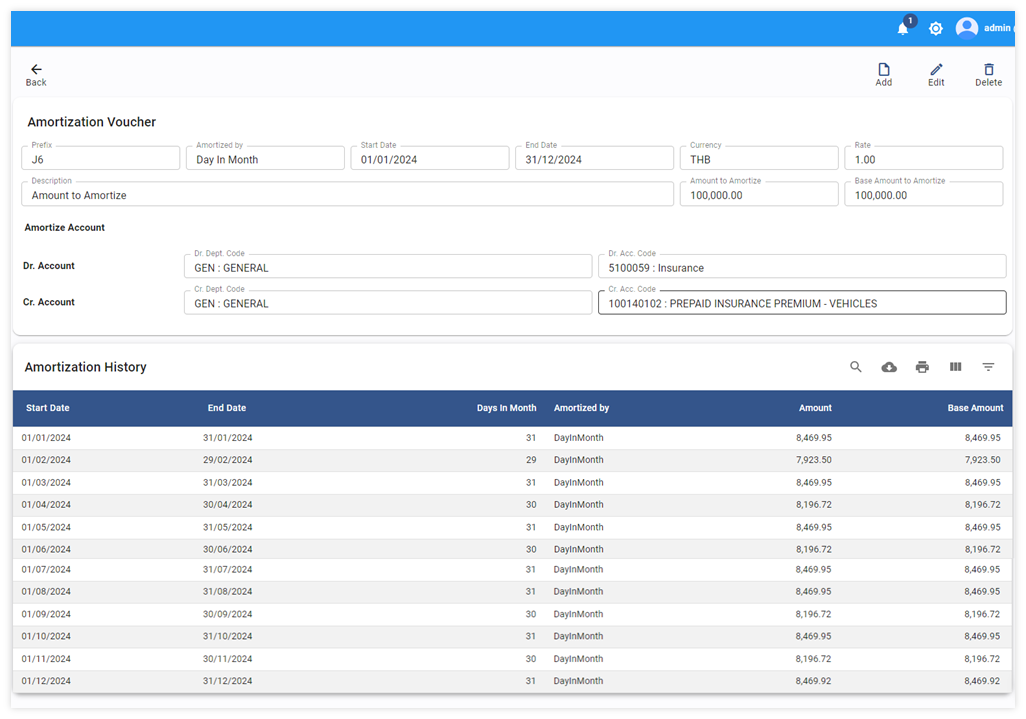 1 admin
Back Add Edit Delete
Amortization Voucher
Prefix Amortized by Start Date End Date Currency Rate
J6 Day In Month 01/01/2024 31/12/2024 THB 1.00
Description Amount to Amortize Base Amount to Amortize
Amount to Amortize 100,000.00 100,000.00
Amortize Account
Dr. Dept. Code Dr. Acc. Code
Dr. Account GEN : GENERAL 5100059 : Insurance
Cr. Dept. Code Cr. Acc. Code
Cr. Account GEN : GENERAL 100140102 : PREPAID INSURANCE PREMIUM - VEHICLES
Amortization History
Start Date End Date Days In Month Amortized by Amount Base Amount
01/01/2024 31/01/2024 31 DayInMonth 8,469.95 8,469.95
01/02/2024 29/02/2024 29 DayInMonth 7,923.50 7,923.50
01/03/2024 31/03/2024 31 DayInMonth 8,469.95 8,469.95
01/04/2024 30/04/2024 30 DayInMonth 8,196.72 8,196.72
01/05/2024 31/05/2024 31 DayInMonth 8,469.95 8,469.95
01/06/2024 30/06/2024 30 DayInMonth 8,196.72 8,196.72
01/07/2024 31/07/2024 31 DayInMonth 8,469.95 8,469.95
01/08/2024 31/08/2024 31 DayInMonth 8,469.95 8,469.95
01/09/2024 30/09/2024 30 DayInMonth 8,196.72 8,196.72
01/10/2024 31/10/2024 31 DayInMonth 8,469.95 8,469.95
01/11/2024 30/11/2024 30 DayInMonth 8,196.72 8,196.72
01/12/2024 31/12/2024 31 DayInMonth 8,469.92 8,469.92